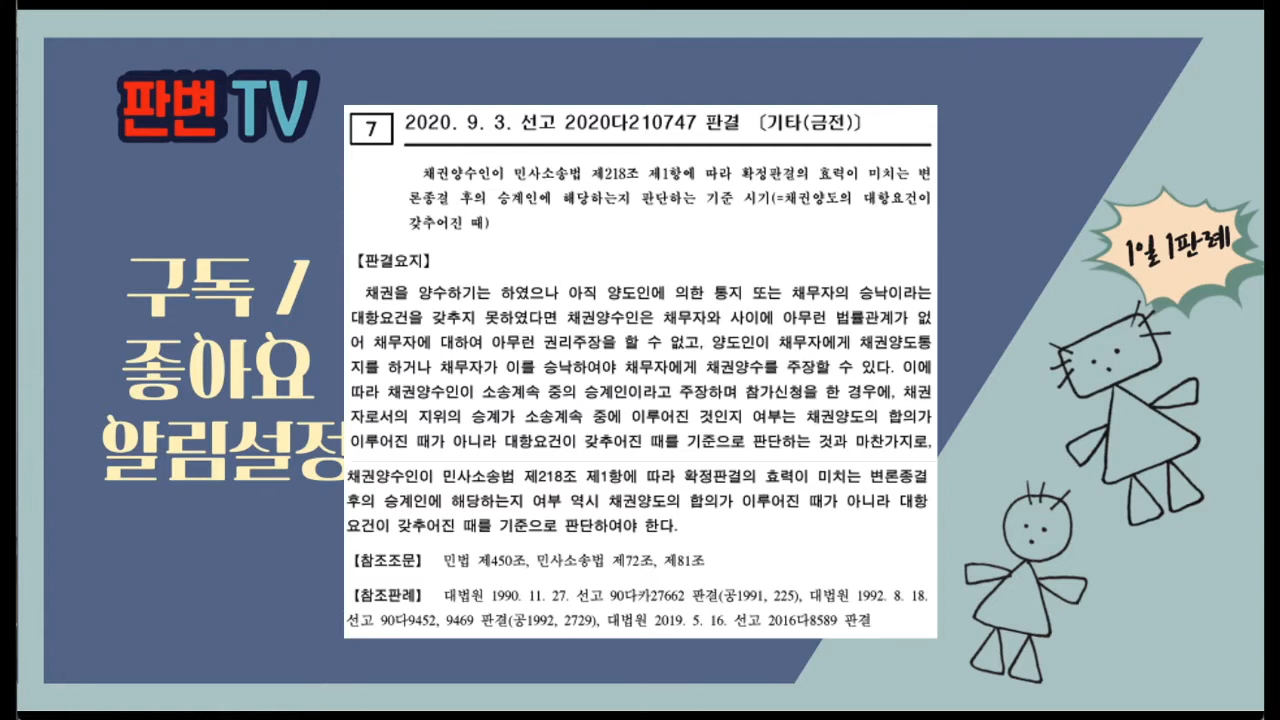 판변 TV
구독 /
좋아요
알림설정
7
2020. 9. 3. 선고 2020다210747 판결 〔기타(금전)〕
채권양수인이 민사소송법 제218조 제1항에 따라 확정판결의 효력이 미치는 변
론종결 후의 승계인에 해당하는지 판단하는 기준 시기(=채권양도의 대항요건이
갖추어진 때)
【판결요지】
채권을 양수하기는 하였으나 아직 양도인에 의한 통지 또는 채무자의 승낙이라는
대항요건을 갖추지 못하였다면 채권양수인은 채무자와 사이에 아무런 법률관계가 없
어 채무자에 대하여 아무런 권리주장을 할 수 없고, 양도인이 채무자에게 채권양도통
지를 하거나 채무자가 이를 승낙하여야 채무자에게 채권양수를 주장할 수 있다. 이에
따라 채권양수인이 소송계속 중의 승계인이라고 주장하며 참가신청을 한 경우에, 채권
자로서의 지위의 승계가 소송계속 중에 이루어진 것인지 여부는 채권양도의 합의가
이루어진 때가 아니라 대항요건이 갖추어진 때를 기준으로 판단하는 것과 마찬가지로,
채권양수인이 민사소송법 제218조 제1항에 따라 확정판결의 효력이 미치는 변론종결
후의 승계인에 해당하는지 여부 역시 채권양도의 합의가 이루어진 때가 아니라 대항
요건이 갖추어진 때를 기준으로 판단하여야 한다.
【참조조문】 민법 제450조, 민사소송법 제72조, 제81조
【참조판례】 대법원 1990. 11. 27. 선고 90다카27662 판결(공1991, 225), 대법원 1992. 8. 18.
선고 90다9452, 9469 판결(공1992, 2729), 대법원 2019. 5. 16. 선고 2016다8589 판결
1일 1판례